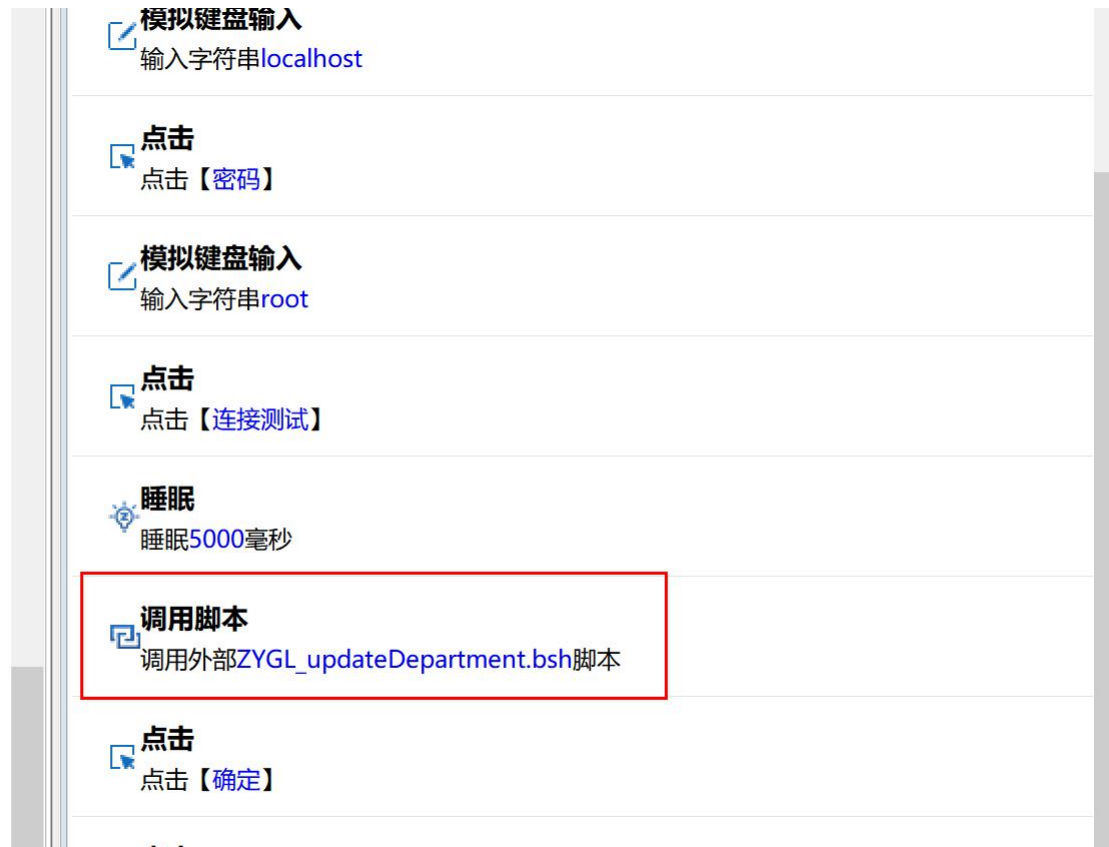 模拟键盘输入
输入字符串localhost
点击
点击【密码】
模拟键盘输入
输入字符串root
点击
点击【连接测试】
睡眠
睡眠5000毫秒
调用脚本
调用外部ZYGL_updateDepartment.bsh脚本
点击
点击【确定】